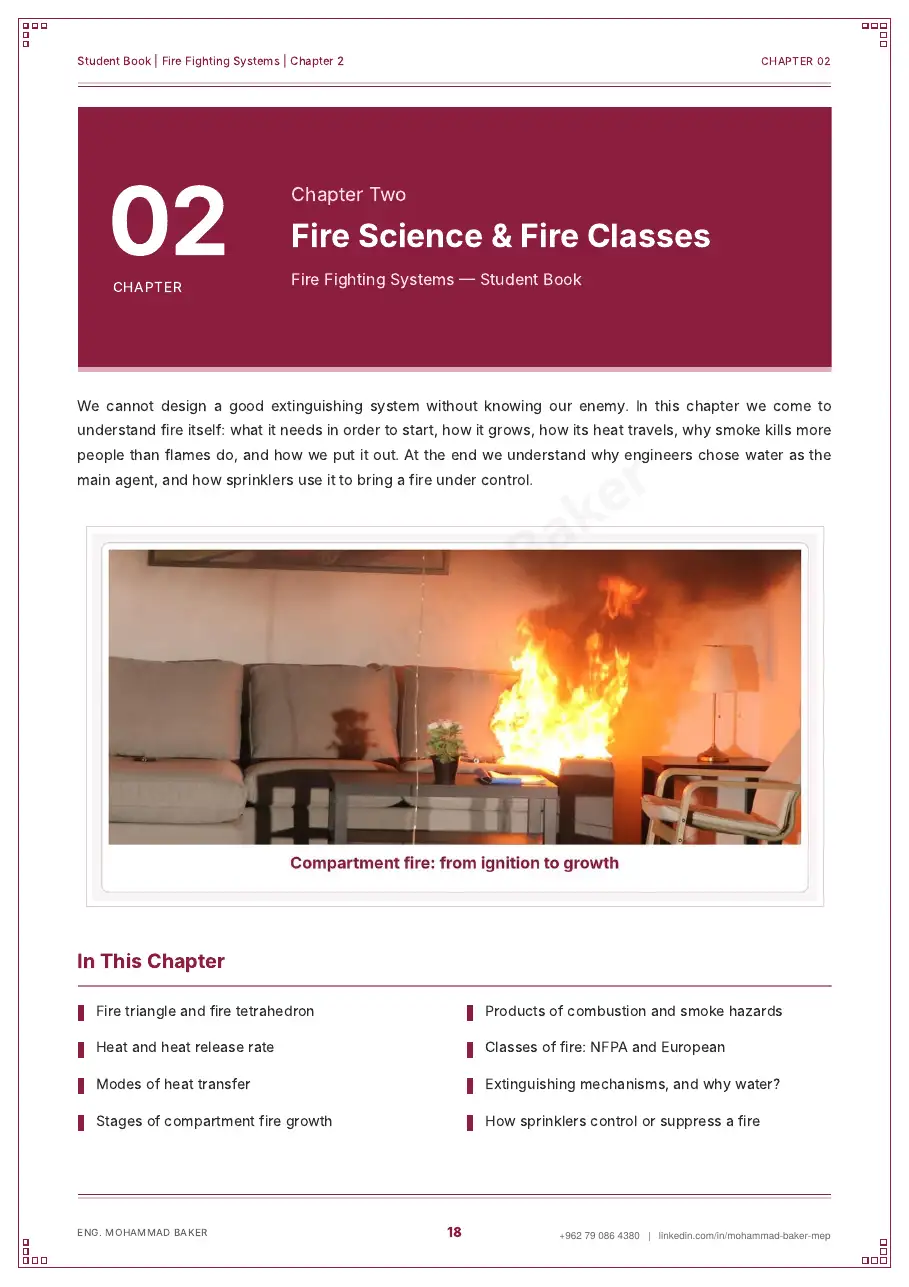 Student Book | Fire Fighting Systems | Chapter 2
CHAPTER 02
02
CHAPTER
Chapter Two
Fire Science & Fire Classes
Fire Fighting Systems — Student Book
We cannot design a good extinguishing system without knowing our enemy. In this chapter we come to
understand fire itself: what it needs in order to start, how it grows, how its heat travels, why smoke kills more
people than flames do, and how we put it out. At the end we understand why engineers chose water as the
main agent, and how sprinklers use it to bring a fire under control.
Baker
Compartment fire: from ignition to growth
In This Chapter
Fire triangle and fire tetrahedron
Heat and heat release rate
Modes of heat transfer
Stages of compartment fire growth
Products of combustion and smoke hazards
Classes of fire: NFPA and European
Extinguishing mechanisms, and why water?
How sprinklers control or suppress a fire
ENG. MOHAMMAD BAKER
18
+962 79 086 4380 | linkedin.com/in/mohammad-baker-mep